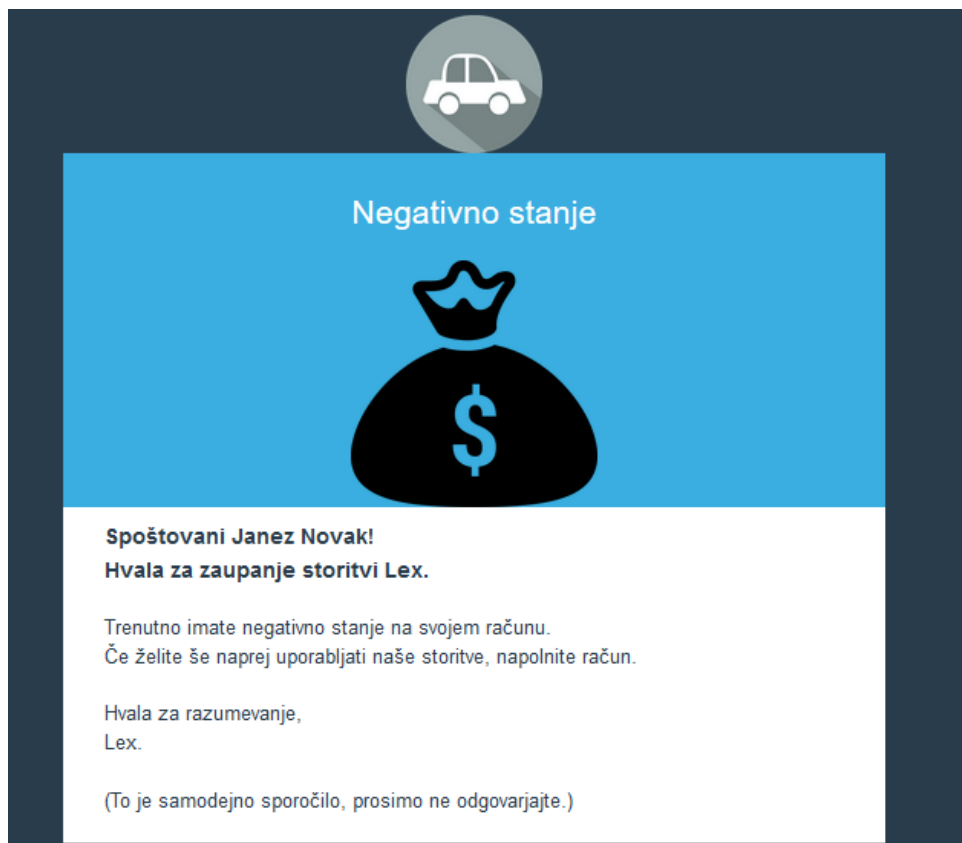 Negativno stanje
$
Spoštovani Janez Novak!
Hvala za zaupanje storitvi Lex.
Trenutno imate negativno stanje na svojem računu.
Če želite še naprej uporabljati naše storitve, napolnite račun.
Hvala za razumevanje,
Lex.
(To je samodejno sporočilo, prosimo ne odgovarjajte.)